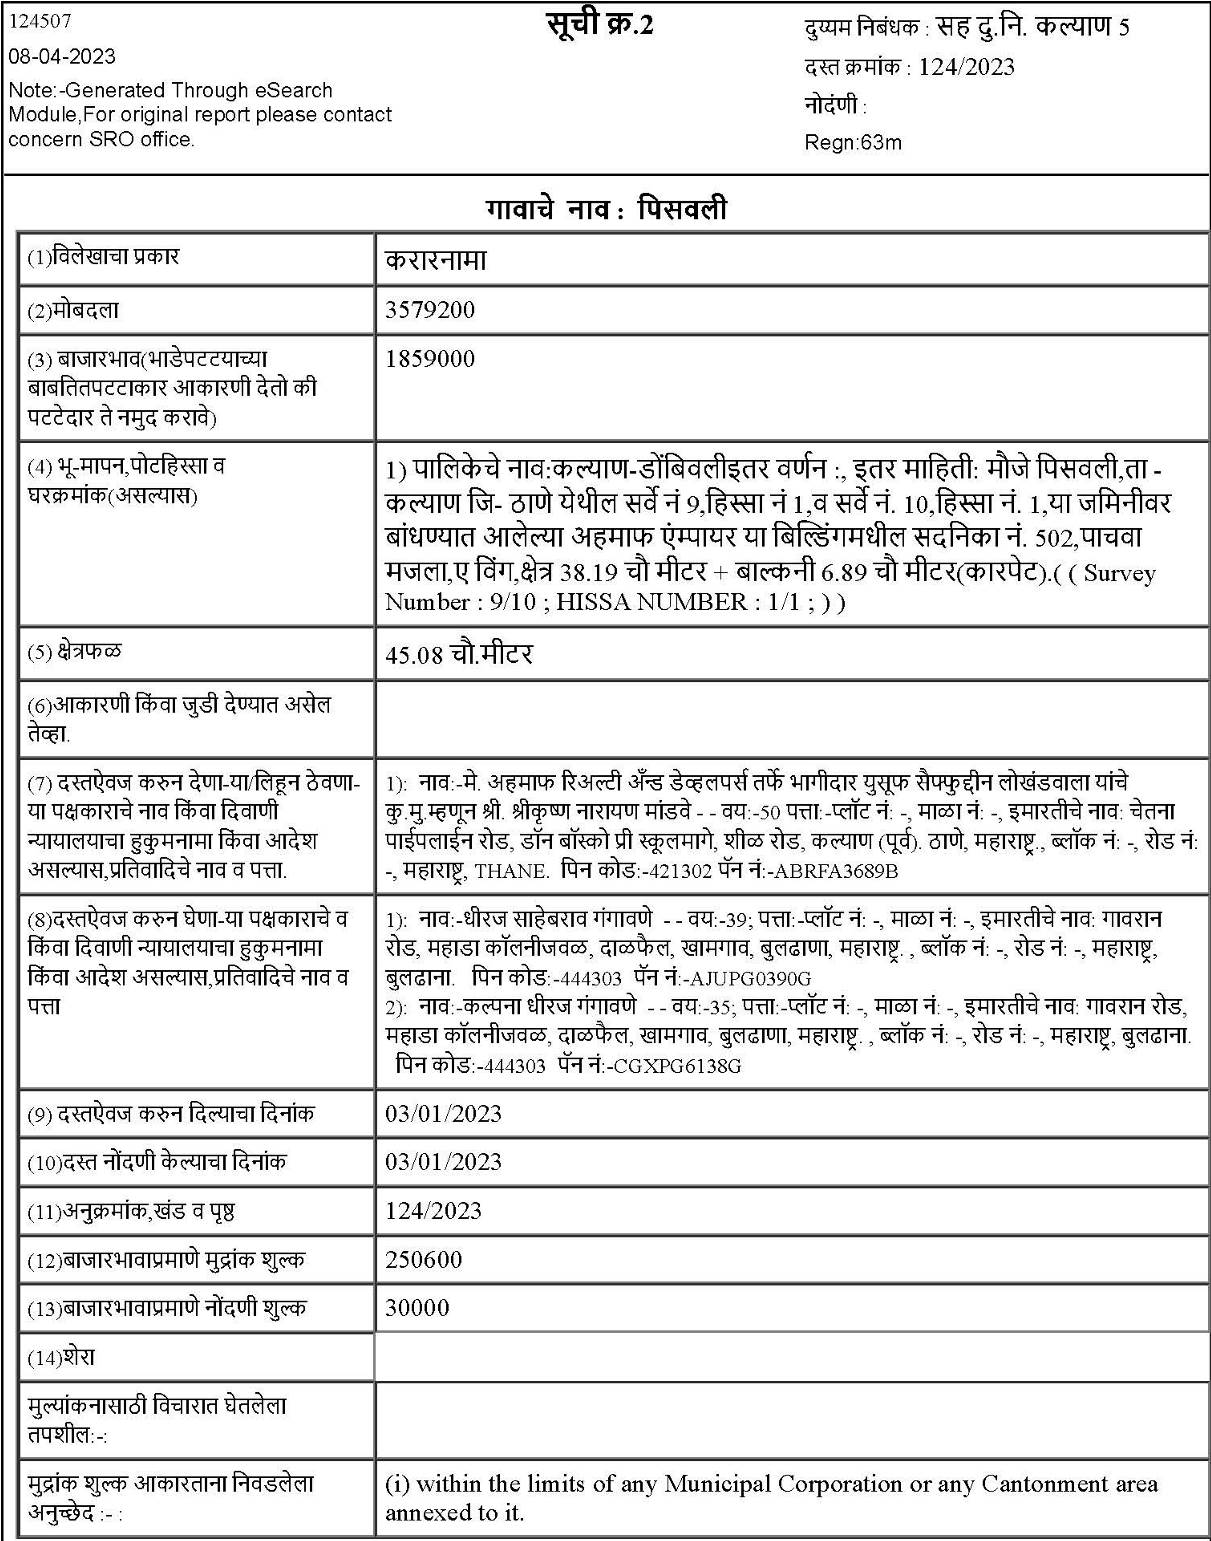 124507
सूची क्र.2
दुय्यम निबंधक : सह दु.नि. कल्याण 5
08-04-2023
दस्त क्रमांक : 124/2023
Note:-Generated Through eSearch
Module,For original report please contact
concern SRO office.
नोदंणी :
Regn:63m
गावाचे नाव : पिसवली
(1)विलेखाचा प्रकार
करारनामा
(2)मोबदला
3579200
(3) बाजारभाव(भाडेपटटयाच्या
बाबतितपटटाकार आकारणी देतो की
पटटेदार ते नमुद करावे)
1859000
(4) भू-मापन,पोटहिस्सा व
घरक्रमांक(असल्यास)
1) पालिकेचे नाव:कल्याण-डोंबिवलीइतर वर्णन :, इतर माहिती: मौजे पिसवली,ता -
कल्याण जि- ठाणे येथील सर्वे नं 9,हिस्सा नं 1,व सर्वे नं. 10,हिस्सा नं. 1,या जमिनीवर
बांधण्यात आलेल्या अहमाफ एंम्पायर या बिल्डिंगमधील सदनिका नं. 502,पाचवा
मजला,ए विंग,क्षेत्र 38.19 चौ मीटर + बाल्कनी 6.89 चौ मीटर(कारपेट).( ( Survey
Number : 9/10 ; HISSA NUMBER : 1/1 ; ) )
(5) क्षेत्रफळ
45.08 चौ.मीटर
(6)आकारणी किंवा जुडी देण्यात असेल
तेव्हा.
(7) दस्तऐवज करुन देणा-या/लिहून ठेवणा-
या पक्षकाराचे नाव किंवा दिवाणी
न्यायालयाचा हुकुमनामा किंवा आदेश
असल्यास,प्रतिवादिचे नाव व पत्ता.
1): नाव:-मे. अहमाफ रिअल्टी अँन्ड डेव्हलपर्स तर्फे भागीदार युसूफ सैफ्फुद्दीन लोखंडवाला यांचे
कु.मु.म्हणून श्री. श्रीकृष्ण नारायण मांडवे - - वय:-50 पत्ता:-प्लॉट नं: -, माळा नं: -, इमारतीचे नाव: चेतना
पाईपलाईन रोड, डॉन बॉस्को प्री स्कूलमागे, शीळ रोड, कल्याण (पूर्व). ठाणे, महाराष्ट्र., ब्लॉक नं: -, रोड नं:
-, महाराष्ट्र, THANE. पिन कोड:-421302 पॅन नं:-ABRFA3689B
(8)दस्तऐवज करुन घेणा-या पक्षकाराचे व
किंवा दिवाणी न्यायालयाचा हुकुमनामा
किंवा आदेश असल्यास,प्रतिवादिचे नाव व
पत्ता
1): नाव:-धीरज साहेबराव गंगावणे - - वय:-39; पत्ता:-प्लॉट नं: -, माळा नं: -, इमारतीचे नाव: गावरान
रोड, महाडा कॉलनीजवळ, दाळफैल, खामगाव, बुलढाणा, महाराष्ट्र. , ब्लॉक नं: -, रोड नं: -, महाराष्ट्र,
बुलढाना. पिन कोड:-444303 पॅन नं:-AJUPG0390G
2): नाव:-कल्पना धीरज गंगावणे - - वय:-35; पत्ता:-प्लॉट नं: -, माळा नं: -, इमारतीचे नाव: गावरान रोड,
महाडा कॉलनीजवळ, दाळफैल, खामगाव, बुलढाणा, महाराष्ट्र. , ब्लॉक नं: -, रोड नं: -, महाराष्ट्र, बुलढाना.
पिन कोड:-444303 पॅन नं:-CGXPG6138G
(9) दस्तऐवज करुन दिल्याचा दिनांक
03/01/2023
(10)दस्त नोंदणी केल्याचा दिनांक
03/01/2023
(11)अनुक्रमांक,खंड व पृष्ठ
124/2023
(12)बाजारभावाप्रमाणे मुद्रांक शुल्क
250600
(13)बाजारभावाप्रमाणे नोंदणी शुल्क
30000
(14)शेरा
मुल्यांकनासाठी विचारात घेतलेला
तपशील:-:
मुद्रांक शुल्क आकारताना निवडलेला
अनुच्छेद :- :
(i) within the limits of any Municipal Corporation or any Cantonment area
annexed to it.